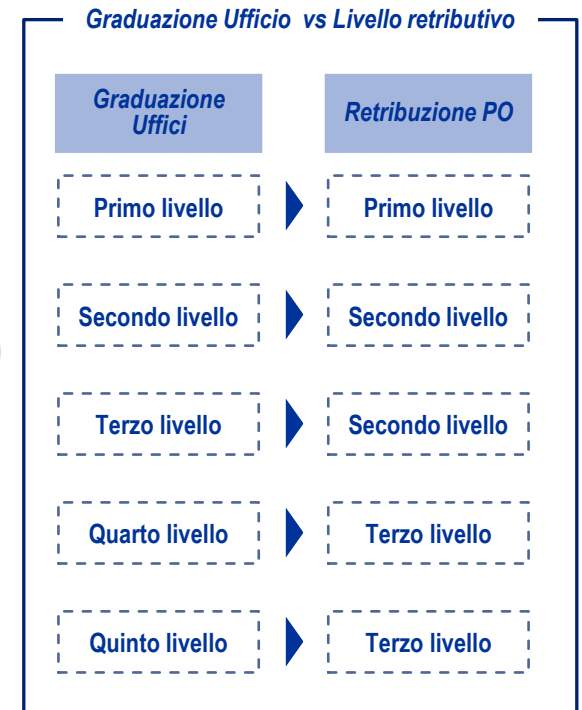 Graduazione Ufficio vs Livello retributivo
Graduazione
Uffici
Retribuzione PO
Primo livello
Primo livello
Secondo livello
Secondo livello
Terzo livello
Secondo livello
Quarto livello
Terzo livello
Quinto livello
Terzo livello